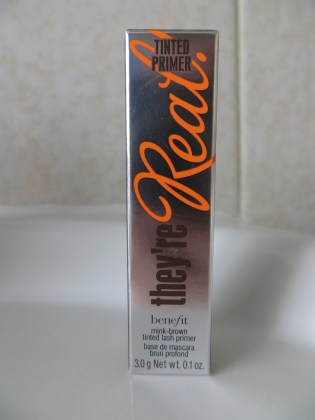 TINTED
PRIMER
they're Real!
benefit
mink-brown
tinted lash primer
base de mascara
brun profond
3.0 g Net wt. 0.1 oz.